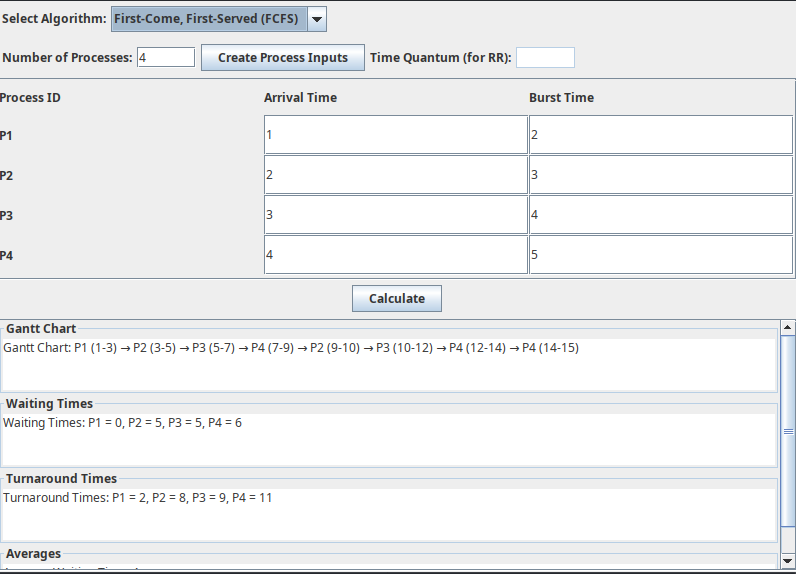 Select Algorithm: First-Come, First-Served (FCFS)
Number of Processes: 4 Create Process Inputs Time Quantum (for RR):
Process ID Arrival Time Burst Time
P1 1 2
P2 2 3
P3 3 4
P4 4 5
Calculate
Gantt Chart
Gantt Chart: P1 (1-3) → P2 (3-5) → P3 (5-7) → P4 (7-9) → P2 (9-10) → P3 (10-12) → P4 (12-14) → P4 (14-15)
Waiting Times
Waiting Times: P1 = 0, P2 = 5, P3 = 5, P4 = 6
Turnaround Times
Turnaround Times: P1 = 2, P2 = 8, P3 = 9, P4 = 11
Averages